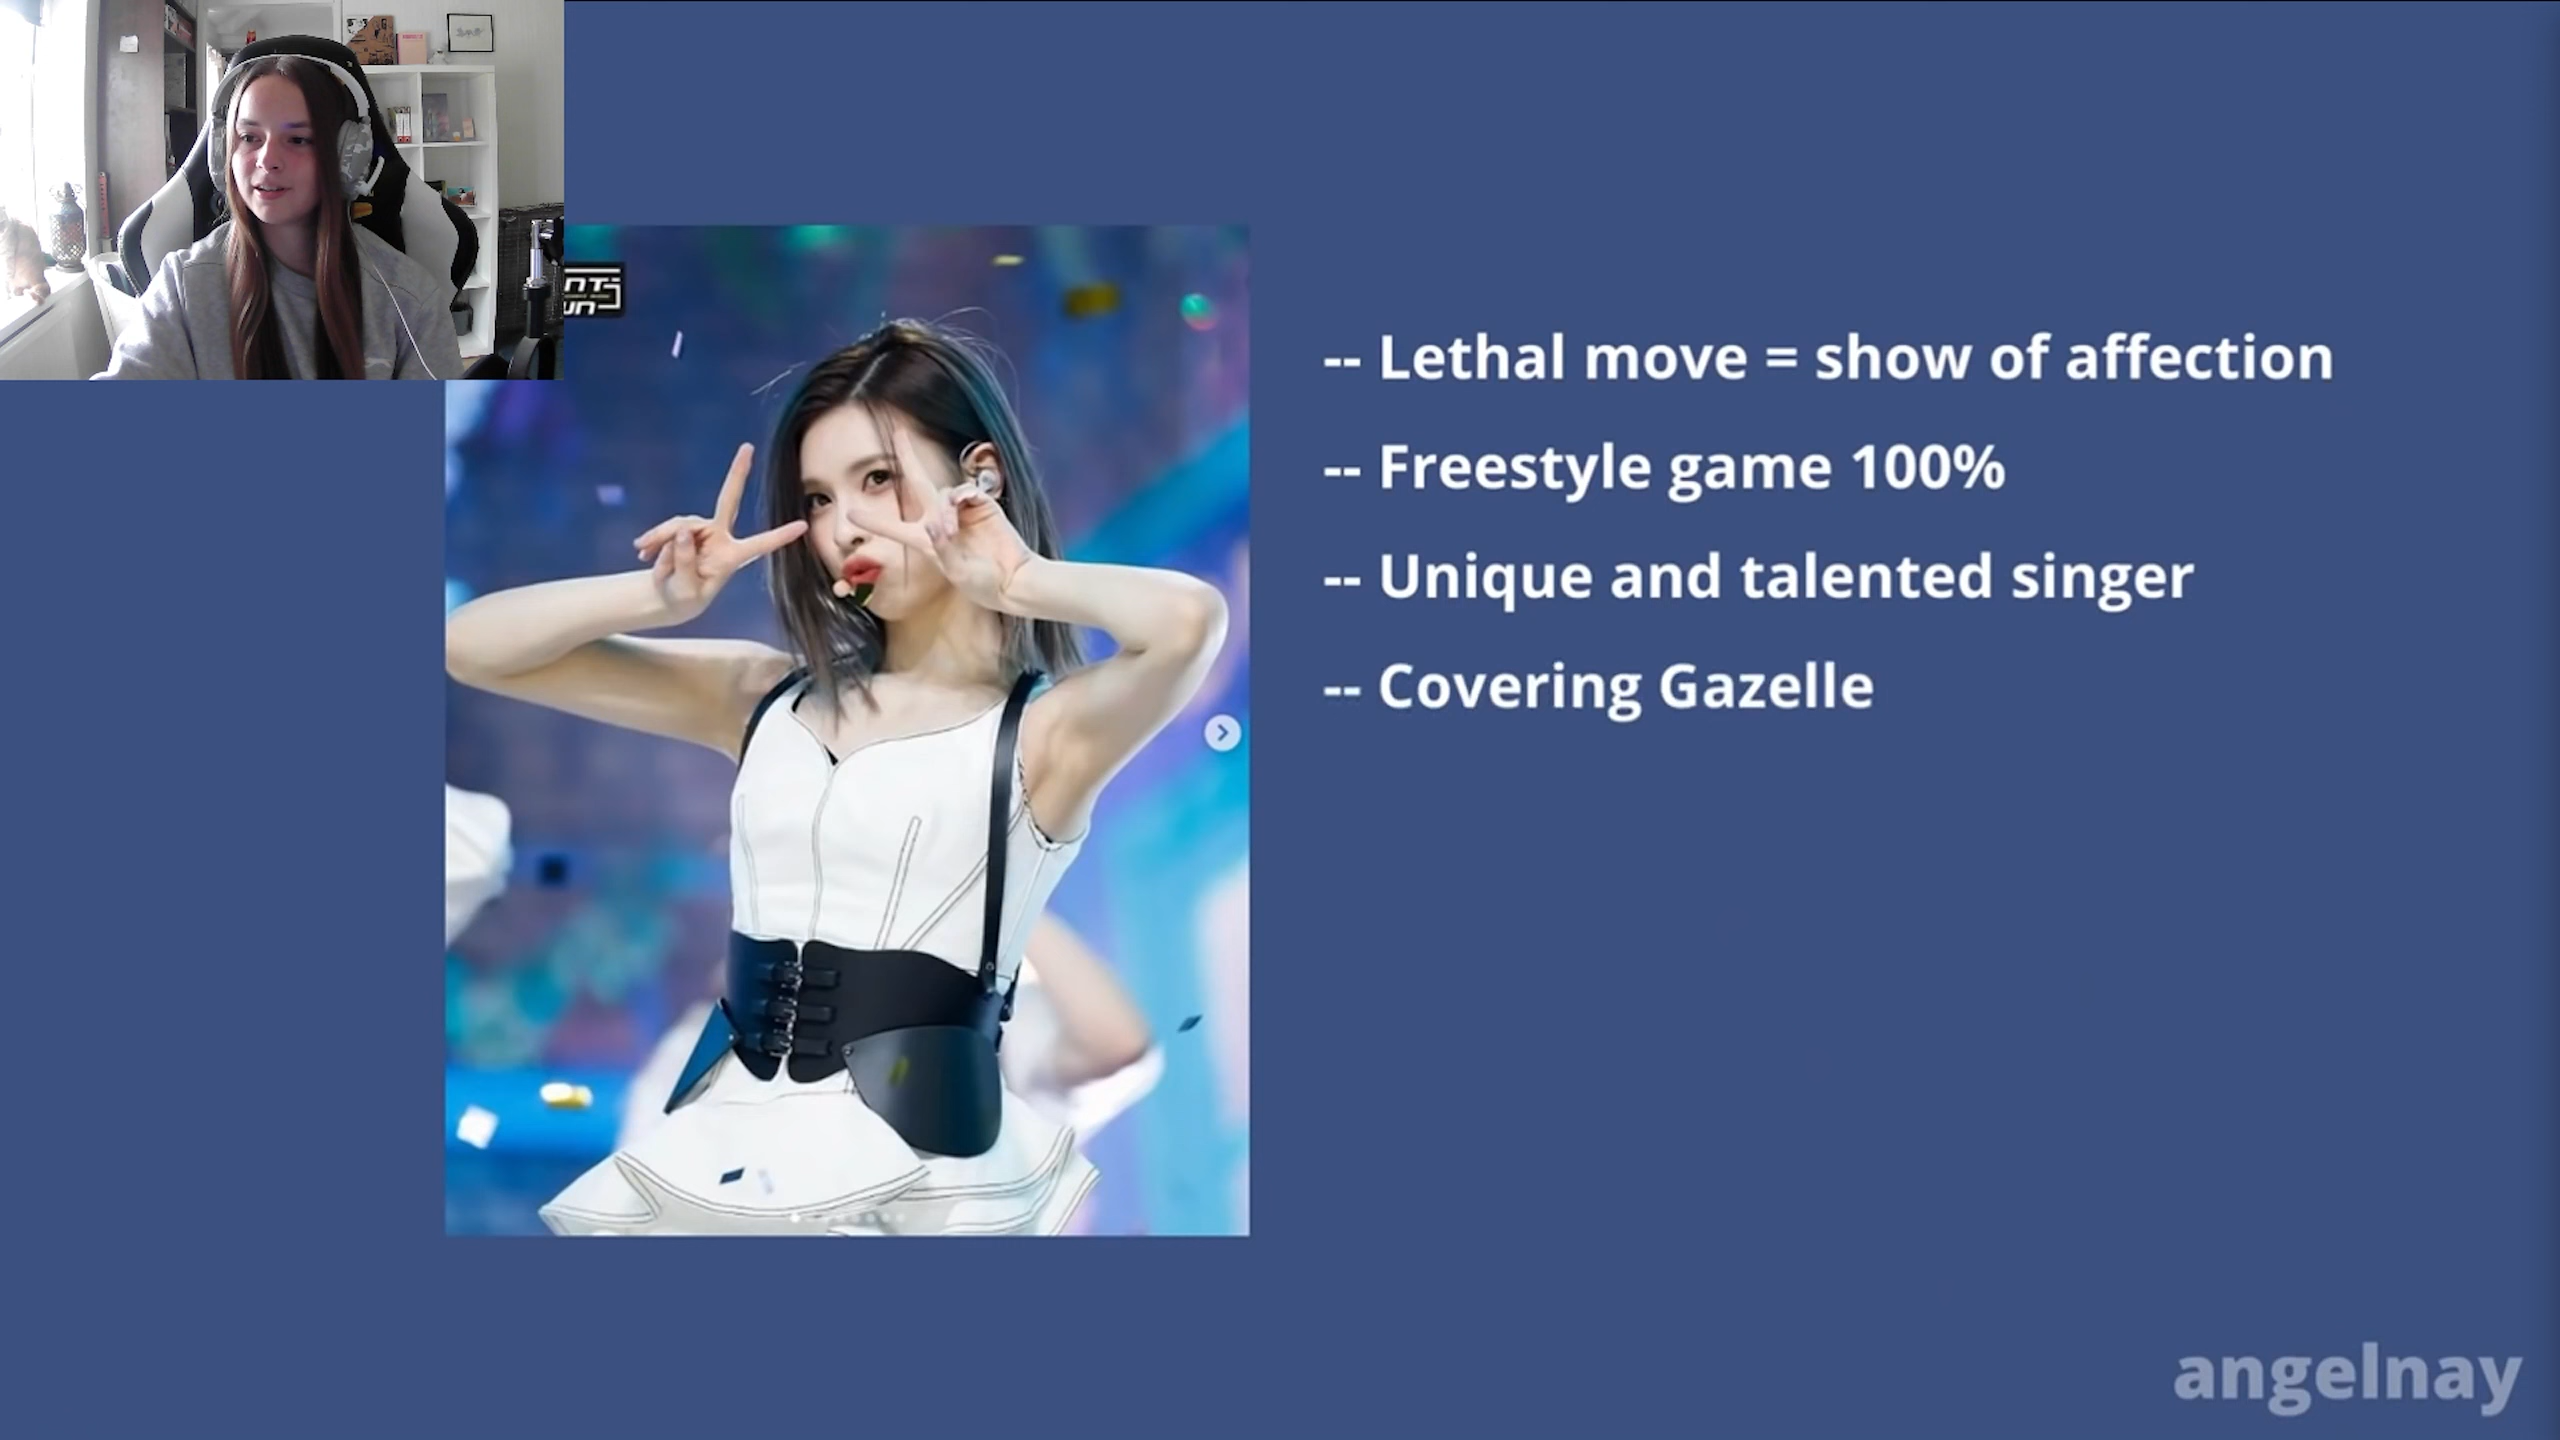 -- Lethal move = show of affection
-- Freestyle game 100%
-- Unique and talented singer
-- Covering Gazelle
angelnay